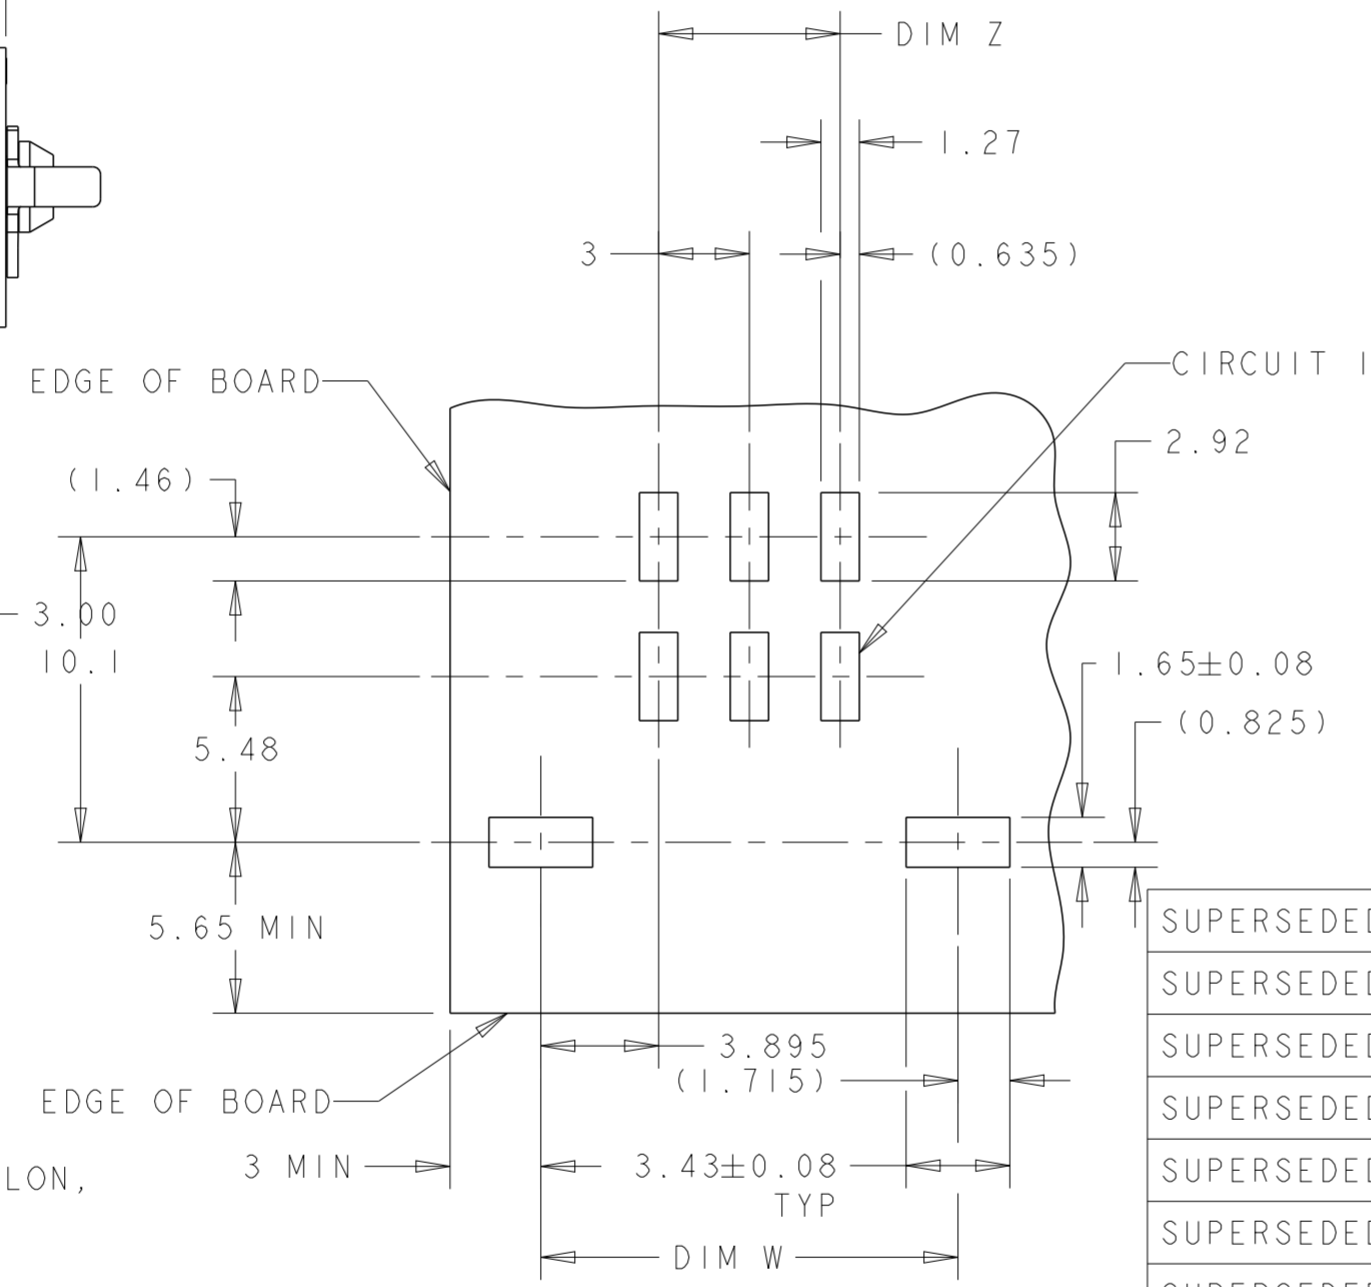 DIM Z
1.27
3
(0.635)
EDGE OF BOARD
CIRCUIT 1
(1.46)
2.92
3.00
10.1
1.65±0.08
(0.825)
5.48
5.65 MIN
SUPERSEDED
SUPERSEDED
SUPERSEDED
SUPERSEDED
SUPERSEDED
SUPERSEDED
3.895
(1.715)
EDGE OF BOARD
3 MIN
3.43±0.08
TYP
LON,
DIM W